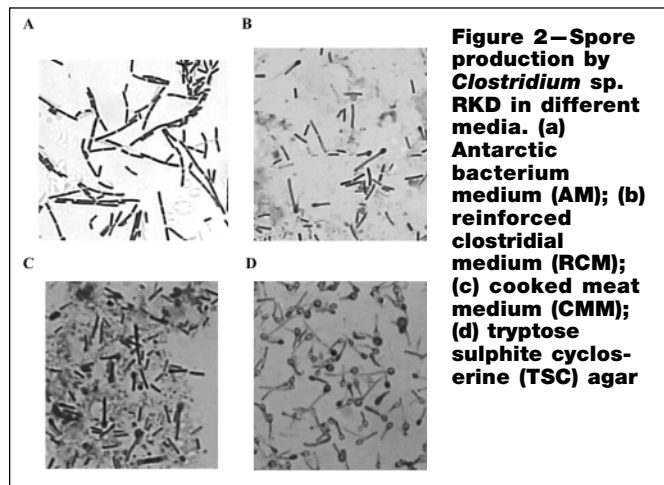 A
B
C
D
Figure 2—Spore
production by
Clostridium sp.
RKD in different
media. (a)
Antarctic
bacterium
medium (AM); (b)
reinforced
clostridial
medium (RCM);
(c) cooked meat
medium (CMM);
(d) tryptose
sulphite cyclos-
erine (TSC) agar